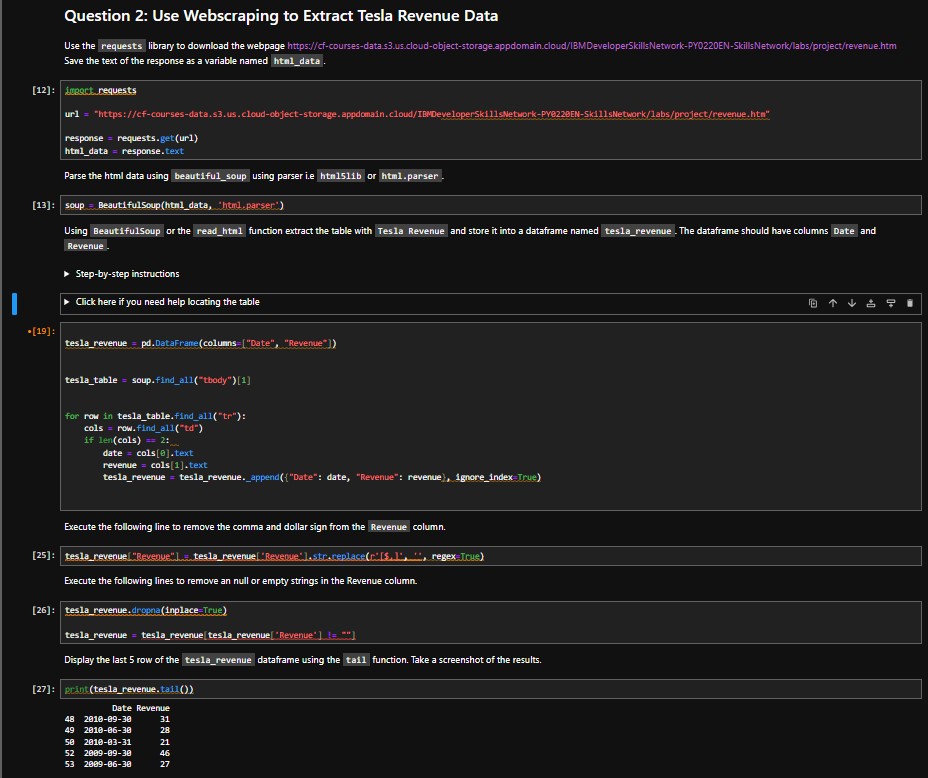 Question 2: Use Webscraping to Extract Tesla Revenue Data
Use the requests library to download the webpage https://cf-courses-data.s3.us.cloud-object-storage.appdomain.cloud/IBMDeveloperSkillsNetwork-PY0220EN-SkillsNetwork/labs/project/revenue.htm
Save the text of the response as a variable named html_data.
[12]: import requests
url = "https://cf-courses-data.s3.us.cloud-object-storage.appdomain.cloud/IBMDeveloperSkillsNetwork-PY0220EN-SkillsNetwork/labs/project/revenue.htm"
response = requests.get(url)
html_data = response.text
Parse the html data using beautiful_soup using parser i.e html5lib or html.parser.
[13]: soup = BeautifulSoup(html_data, 'html.parser')
Using BeautifulSoup or the read_html function extract the table with Tesla Revenue and store it into a dataframe named tesla_revenue. The dataframe should have columns Date and
Revenue.
▶ Step-by-step instructions
▶ Click here if you need help locating the table
•[19]:
tesla_revenue = pd.DataFrame(columns=["Date", "Revenue"])
tesla_table = soup.find_all("tbody")[1]
for row in tesla_table.find_all("tr"):
    cols = row.find_all("td")
    if len(cols) == 2:
        date = cols[0].text
        revenue = cols[1].text
        tesla_revenue = tesla_revenue._append({"Date": date, "Revenue": revenue}, ignore_index=True)
Execute the following line to remove the comma and dollar sign from the Revenue column.
[25]: tesla_revenue["Revenue"] = tesla_revenue['Revenue'].str.replace(r'[$,]', '', regex=True)
Execute the following lines to remove an null or empty strings in the Revenue column.
[26]: tesla_revenue.dropna(inplace=True)
tesla_revenue = tesla_revenue[tesla_revenue['Revenue'] != ""]
Display the last 5 row of the tesla_revenue dataframe using the tail function. Take a screenshot of the results.
[27]: print(tesla_revenue.tail())
Date Revenue
48 2010-09-30 31
49 2010-06-30 28
50 2010-03-31 21
52 2009-09-30 46
53 2009-06-30 27